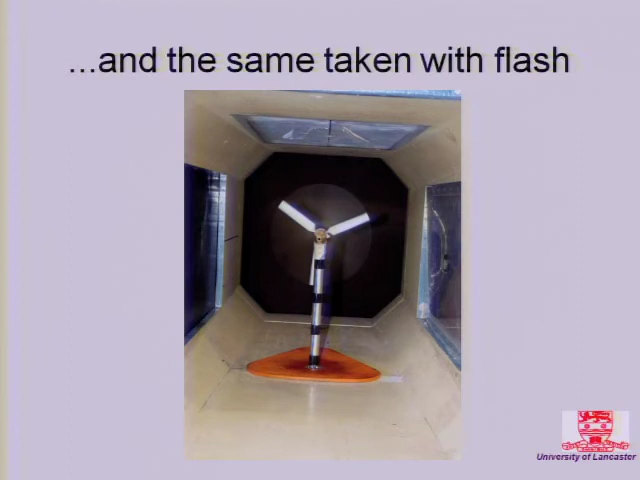 ...and the same taken with flash
University of Lancaster